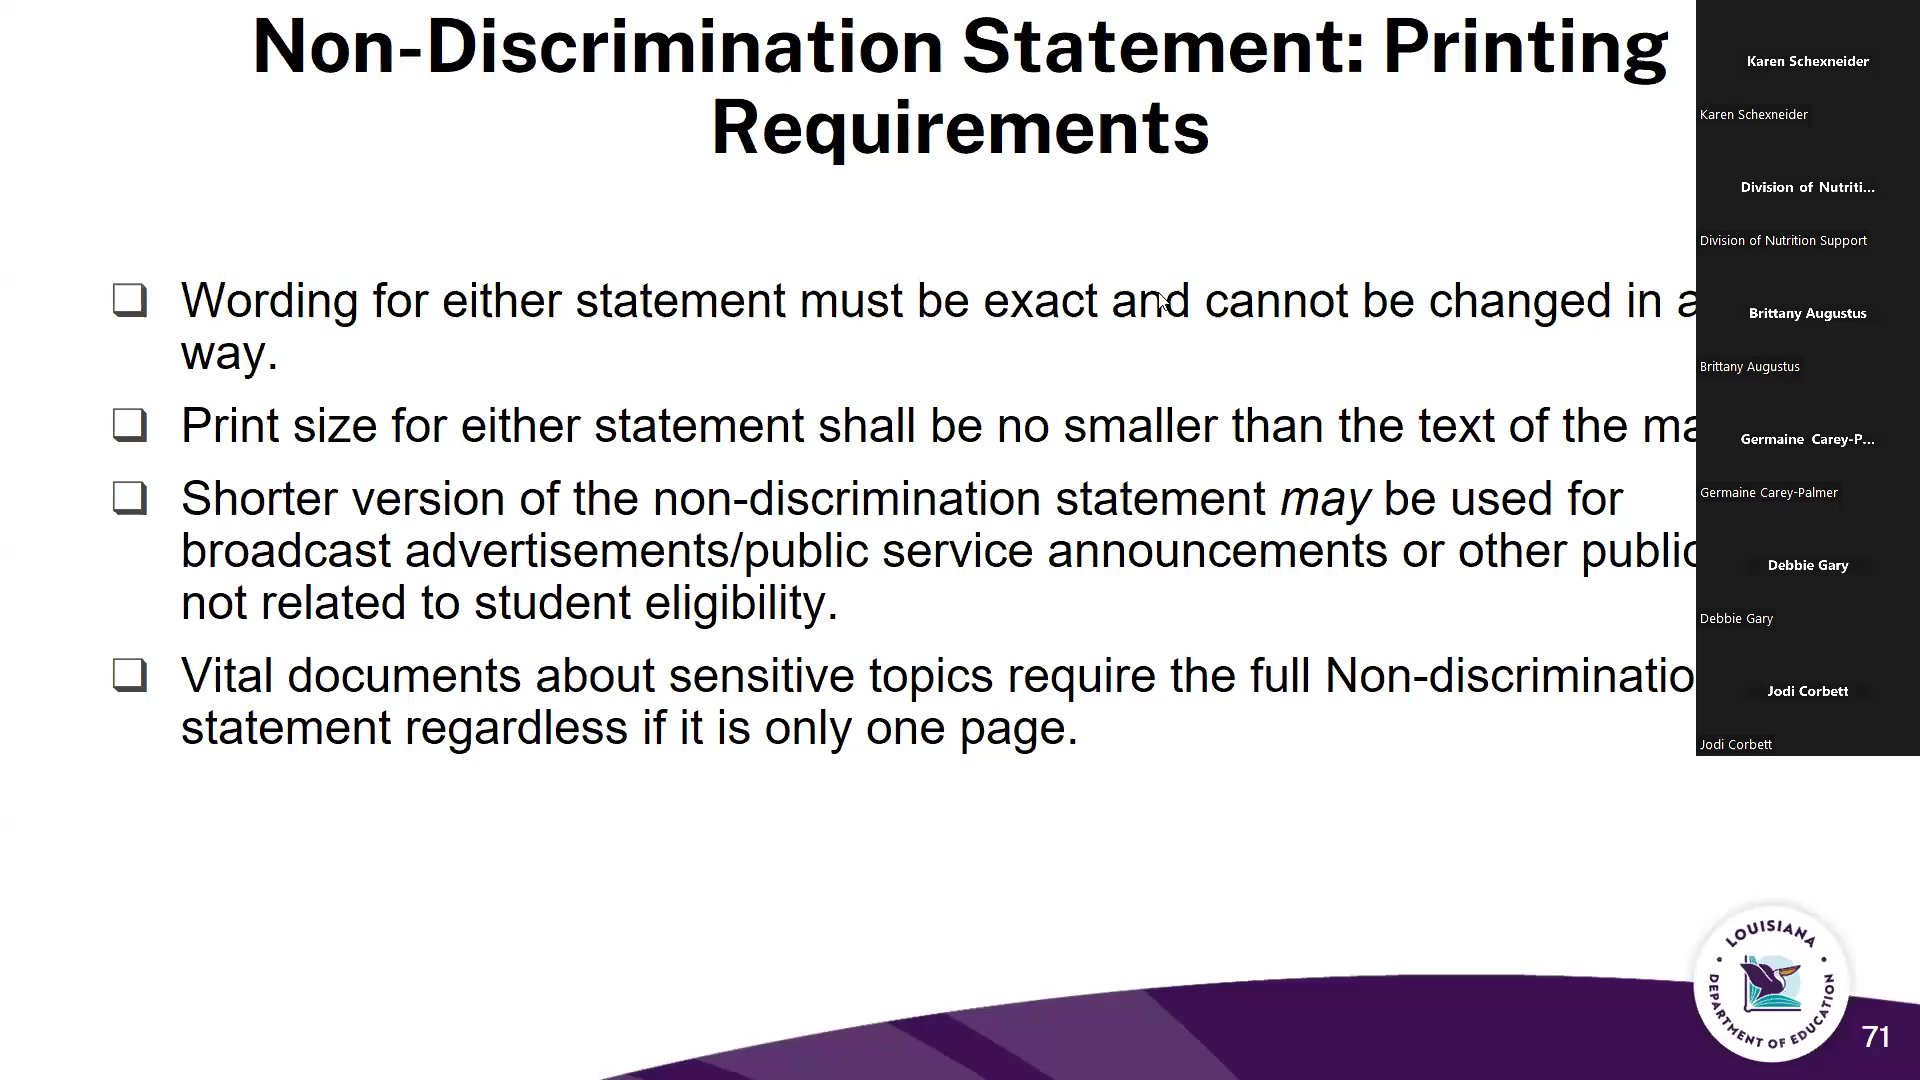 Non-Discrimination Statement: Printing
Requirements
Wording for either statement must be exact and cannot be changed in
way.
Print size for either statement shall be no smaller than the text of the
Shorter version of the non-discrimination statement may be used for
broadcast advertisements/public service announcements or other
not related to student eligibility.
Vital documents about sensitive topics require the full
statement regardless if it is only one page.
Karen Schexneider
Karen Schexneider
Division of Nutriti...
Division of Nutrition Support
Brittany Augustus
Brittany Augustus
Germaine Carey-P...
Germaine Carey-Palmer
Debbie Gary
Debbie Gary
Jodi Corbett
Jodi Corbett
LOUISIANA
DEPARTMENT OF EDUCATION
71